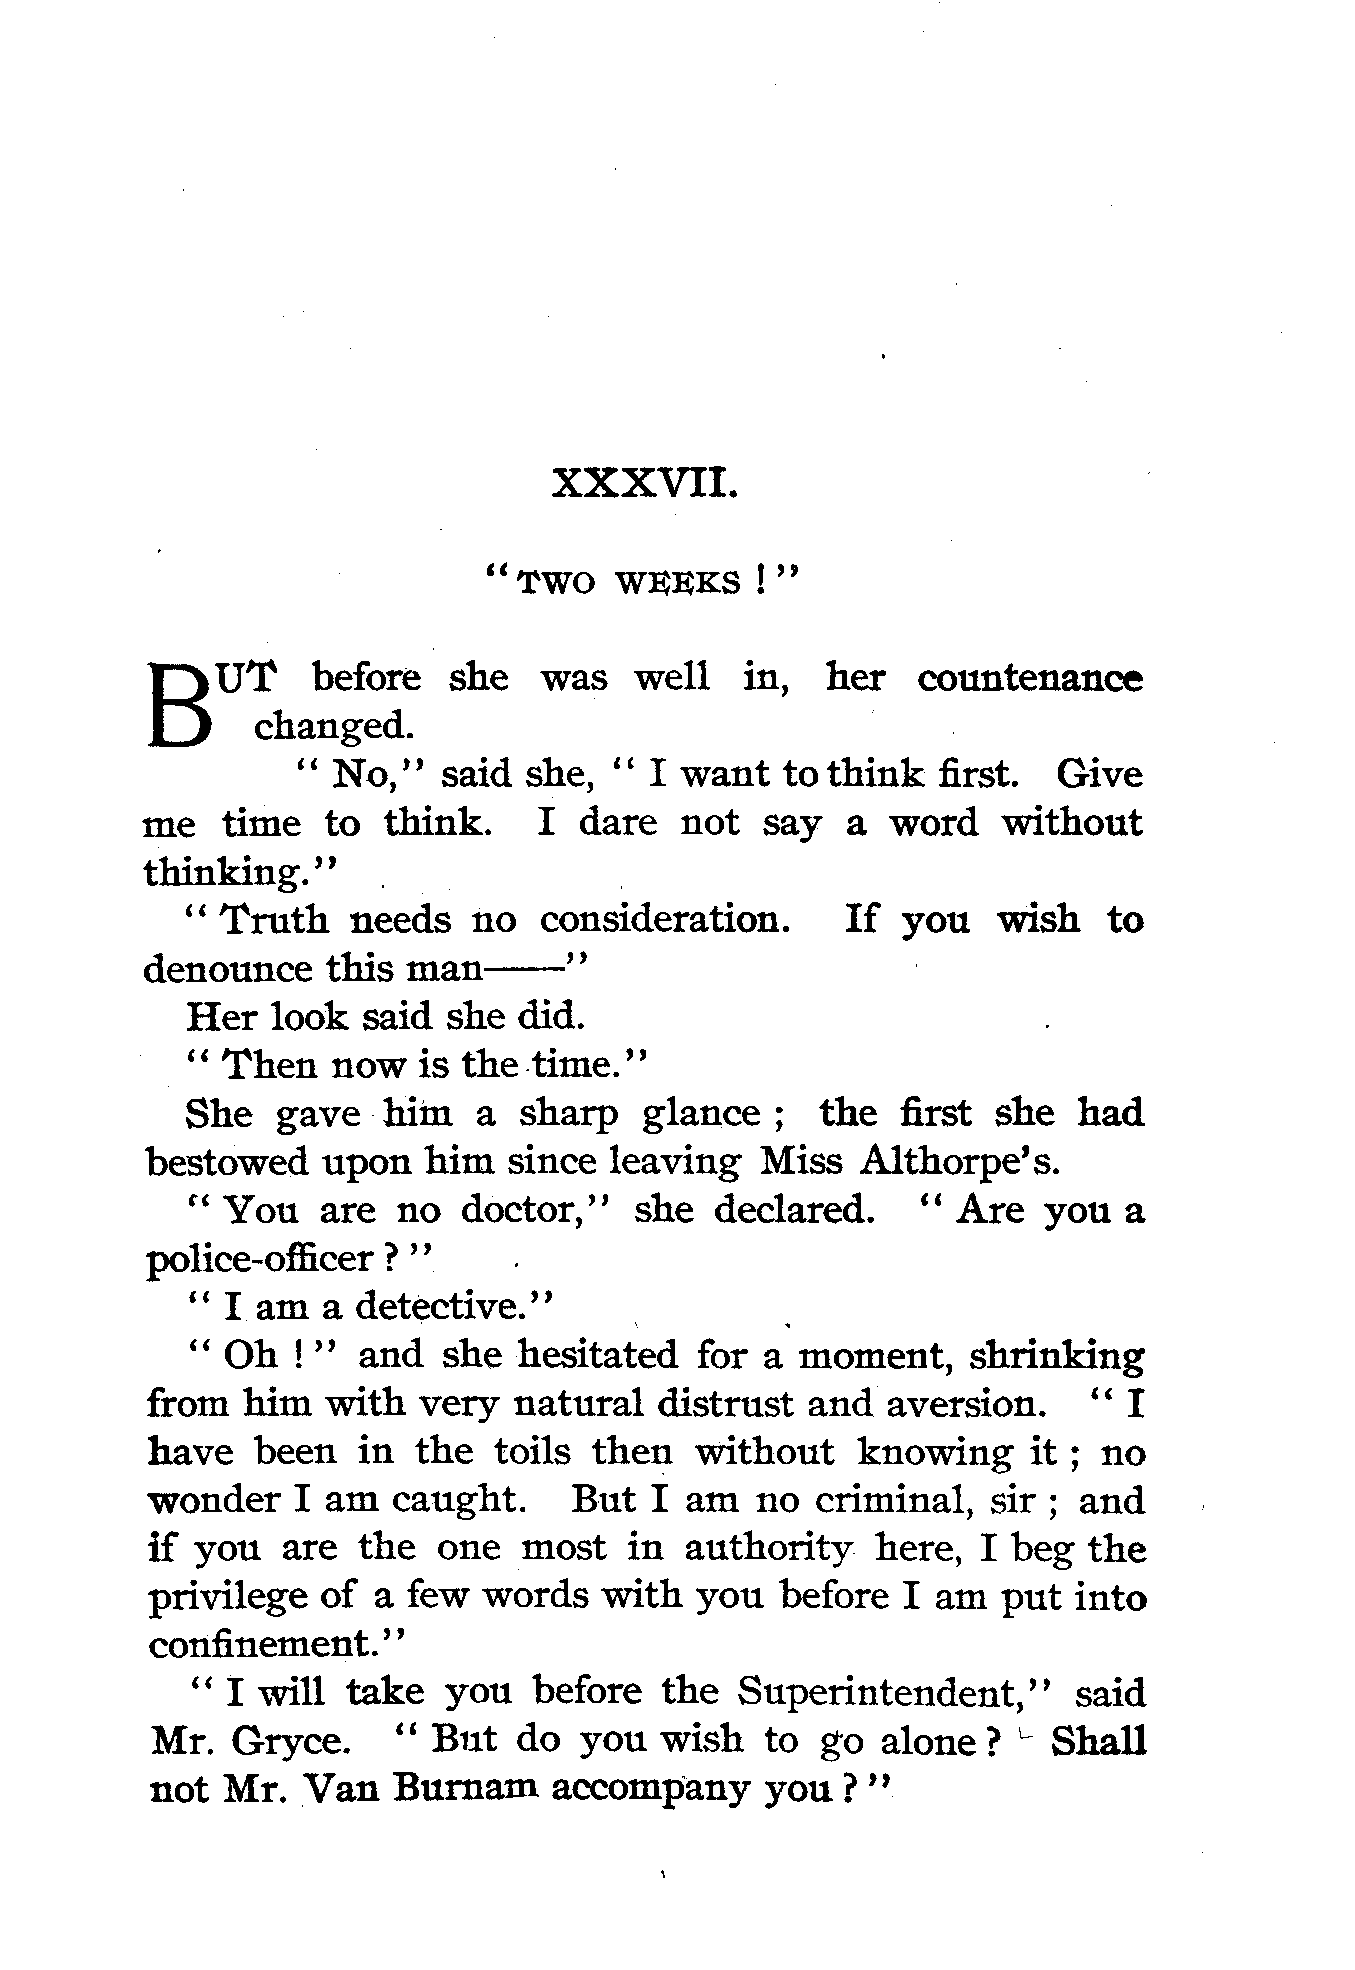 XXXVII.
“TWO WEEKS !”
BUT before she was well in, her countenance
changed.
“ No,” said she, “ I want to think first. Give
me time to think. I dare not say a word without
thinking.”
“ Truth needs no consideration. If you wish to
denounce this man——”
Her look said she did.
“ Then now is the time.”
She gave him a sharp glance ; the first she had
bestowed upon him since leaving Miss Althorpe’s.
“ You are no doctor,” she declared. “ Are you a
police-officer ? ”
“ I am a detective.”
“ Oh ! ” and she hesitated for a moment, shrinking
from him with very natural distrust and aversion. “ I
have been in the toils then without knowing it ; no
wonder I am caught. But I am no criminal, sir ; and
if you are the one most in authority here, I beg the
privilege of a few words with you before I am put into
confinement.”
“ I will take you before the Superintendent,” said
Mr. Gryce. “ But do you wish to go alone ? Shall
not Mr. Van Burnam accompany you ? ”